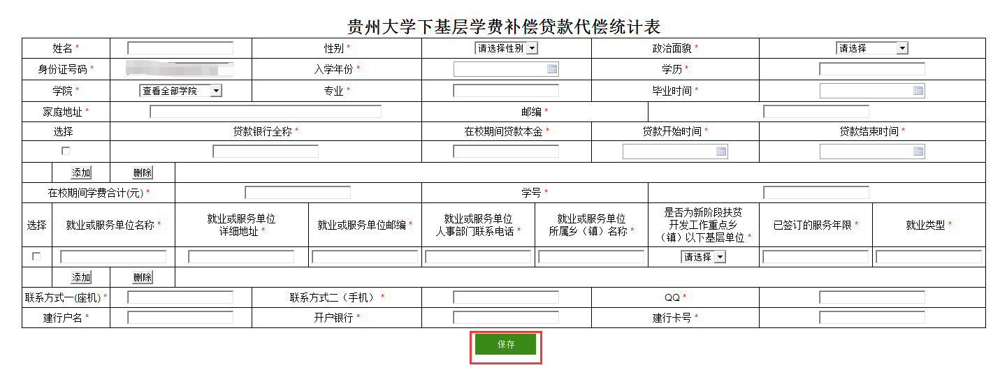 贵州大学下基层学费补偿贷款代偿统计表
姓名 * 性别 * 请选择性别 政治面貌 * 请选择
身份证号码 * 入学年份 * 学历 *
学院 * 查看全部学院 专业 * 毕业时间 *
家庭地址 * 邮编 *
选择 贷款银行全称 * 在校期间贷款本金 * 贷款开始时间 * 贷款结束时间 *
添加 删除
在校期间学费合计(元) * 学号 *
选择
就业或服务单位名称 *
就业或服务单位
详细地址 *
就业或服务单位邮编 *
就业或服务单位
人事部门联系电话 *
就业或服务单位
所属乡（镇）名称 *
是否为新阶段扶贫
开发工作重点乡
（镇）以下基层单位 *
已签订的服务年限 *
就业类型 *
请选择
添加 删除
联系方式一(座机) * 联系方式二（手机） * QQ *
建行户名 * 开户银行 * 建行卡号 *
保存